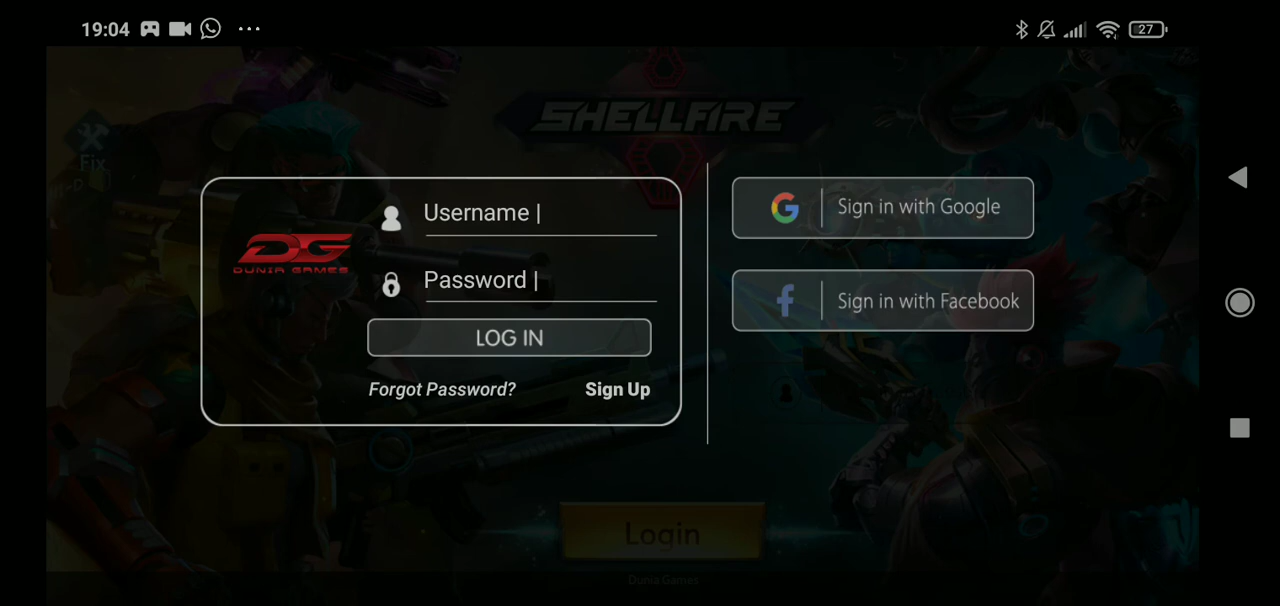 19:04
27
SHELLFIRE
Fix
Username |
DG
DUNIA GAMES
Password |
LOG IN
Forgot Password?
Sign Up
Sign in with Google
f
Sign in with Facebook
Login
Dunia Games